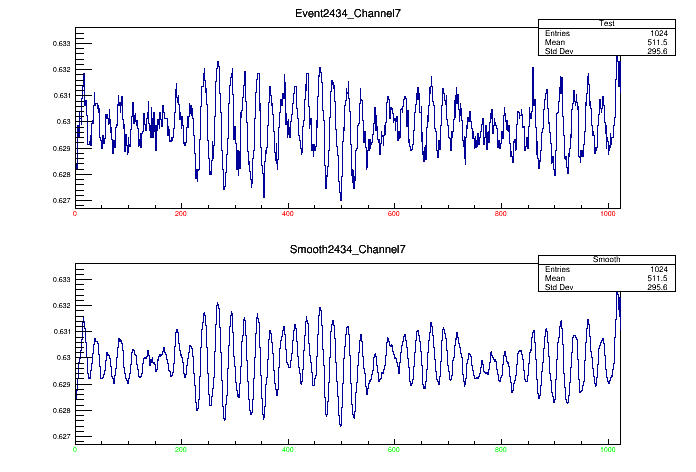 Event2434_Channel7
Test
Entries 1024
Mean 511.5
Std Dev 295.6
0.633
0.632
0.631
0.63
0.629
0.628
0.627
0 200 400 600 800 1000
Smooth2434_Channel7
Smooth
Entries 1024
Mean 511.5
Std Dev 295.6
0.633
0.632
0.631
0.63
0.629
0.628
0.627
0 200 400 600 800 1000